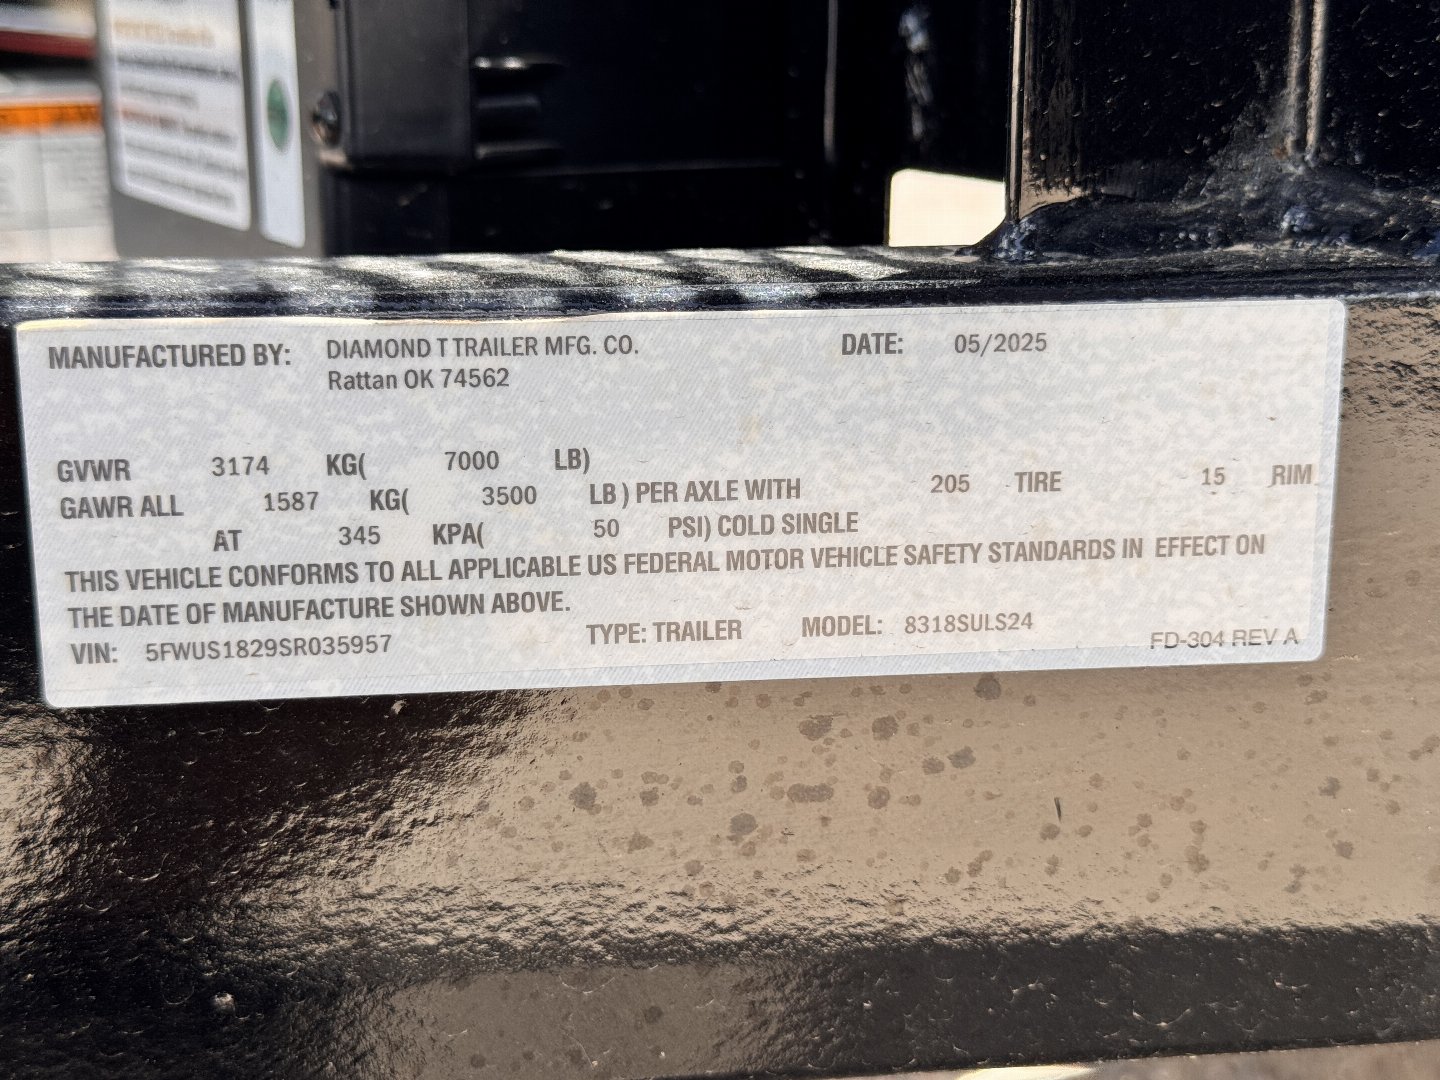 MANUFACTURED BY: DIAMOND T TRAILER MFG. CO. DATE: 05/2025
Rattan OK 74562
GVWR 3174 KG( 7000 LB)
GAWR ALL 1587 KG( 3500 LB ) PER AXLE WITH 205 TIRE 15 RIM
AT 345 KPA( 50 PSI) COLD SINGLE
THIS VEHICLE CONFORMS TO ALL APPLICABLE US FEDERAL MOTOR VEHICLE SAFETY STANDARDS IN EFFECT ON
THE DATE OF MANUFACTURE SHOWN ABOVE.
VIN: 5FWUS1829SR035957 TYPE: TRAILER MODEL: 8318SULS24 FD-304 REV A